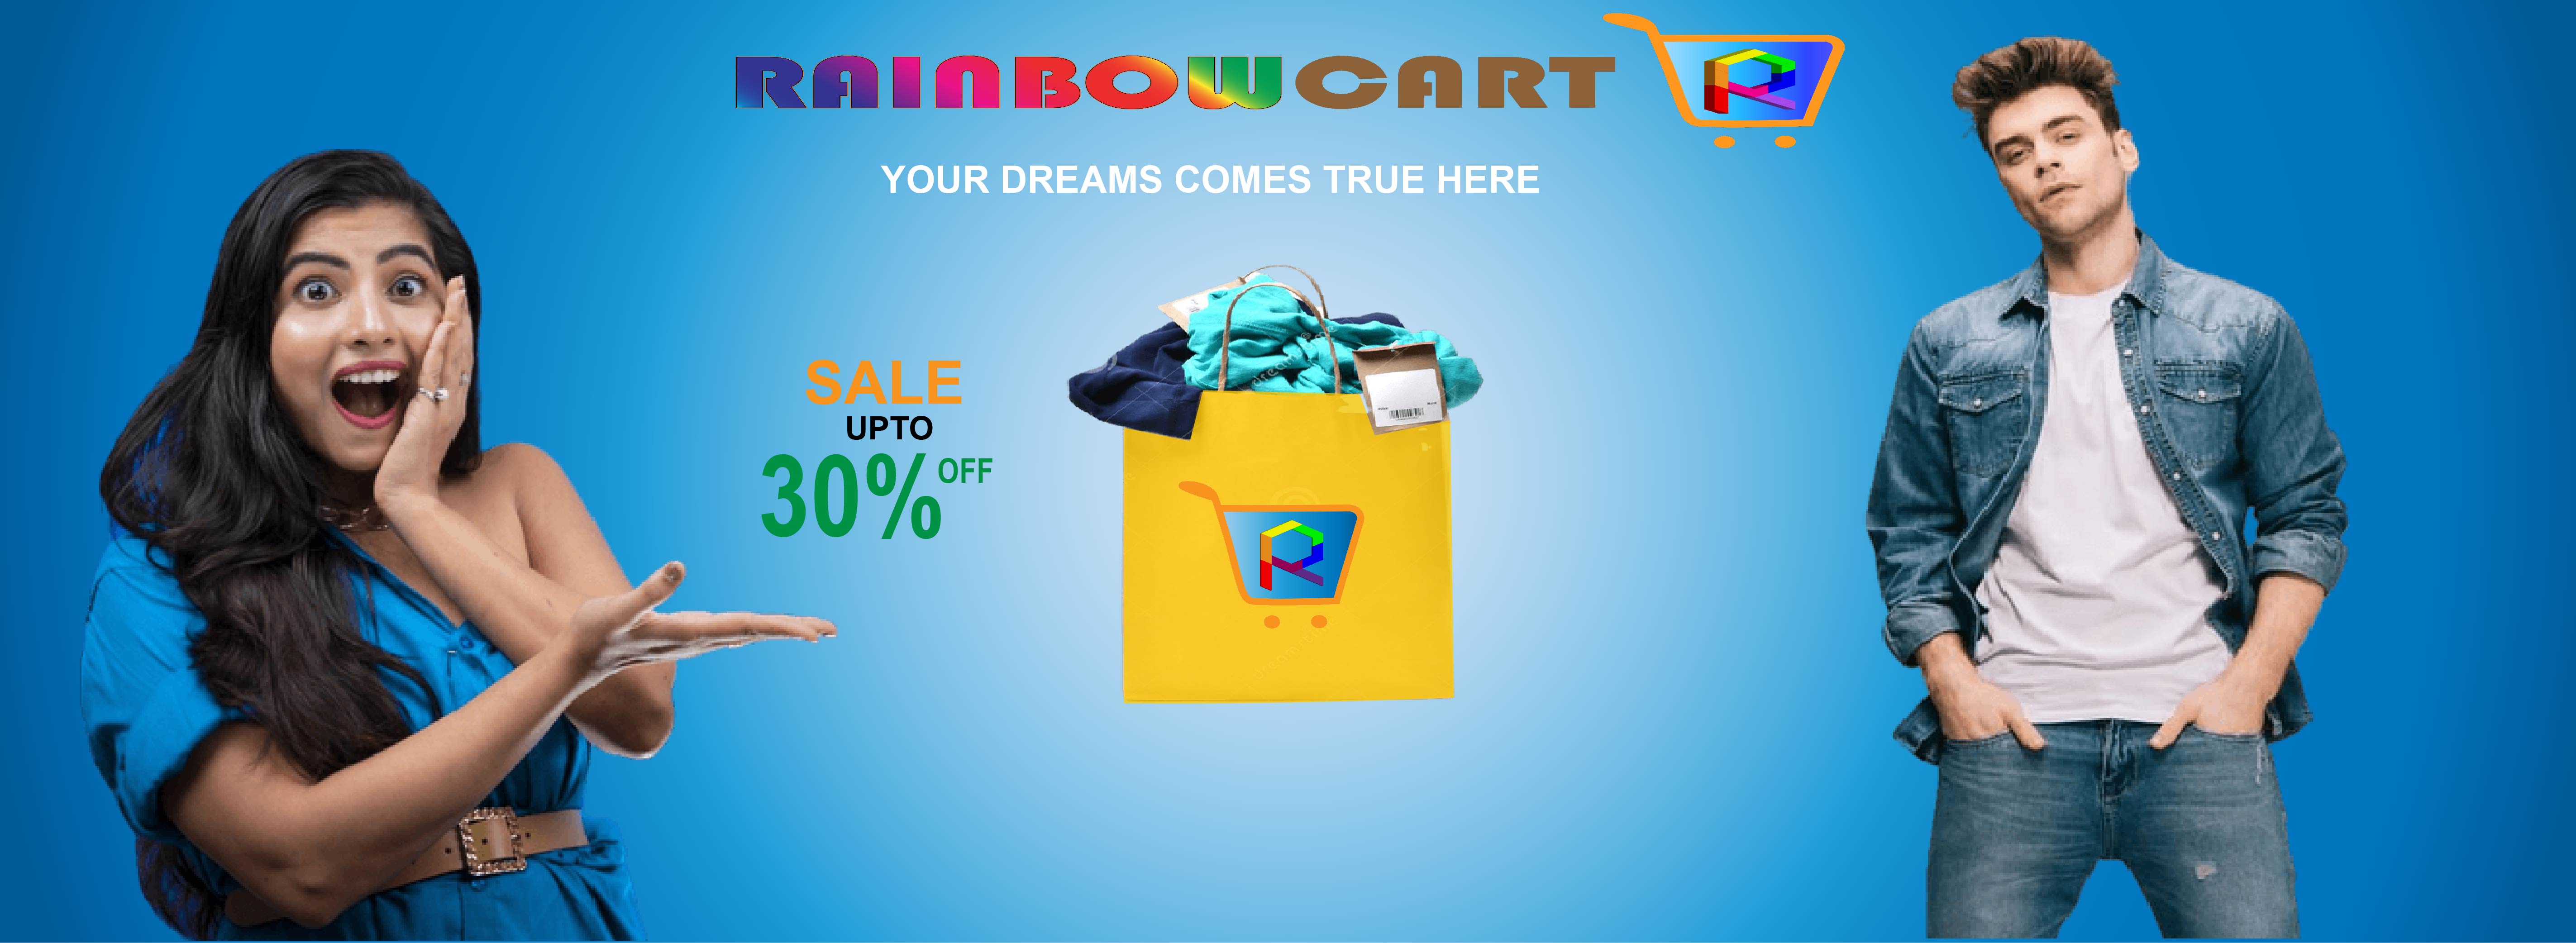 RAINBOWCART
YOUR DREAMS COMES TRUE HERE
SALE
UPTO
30% OFF
R